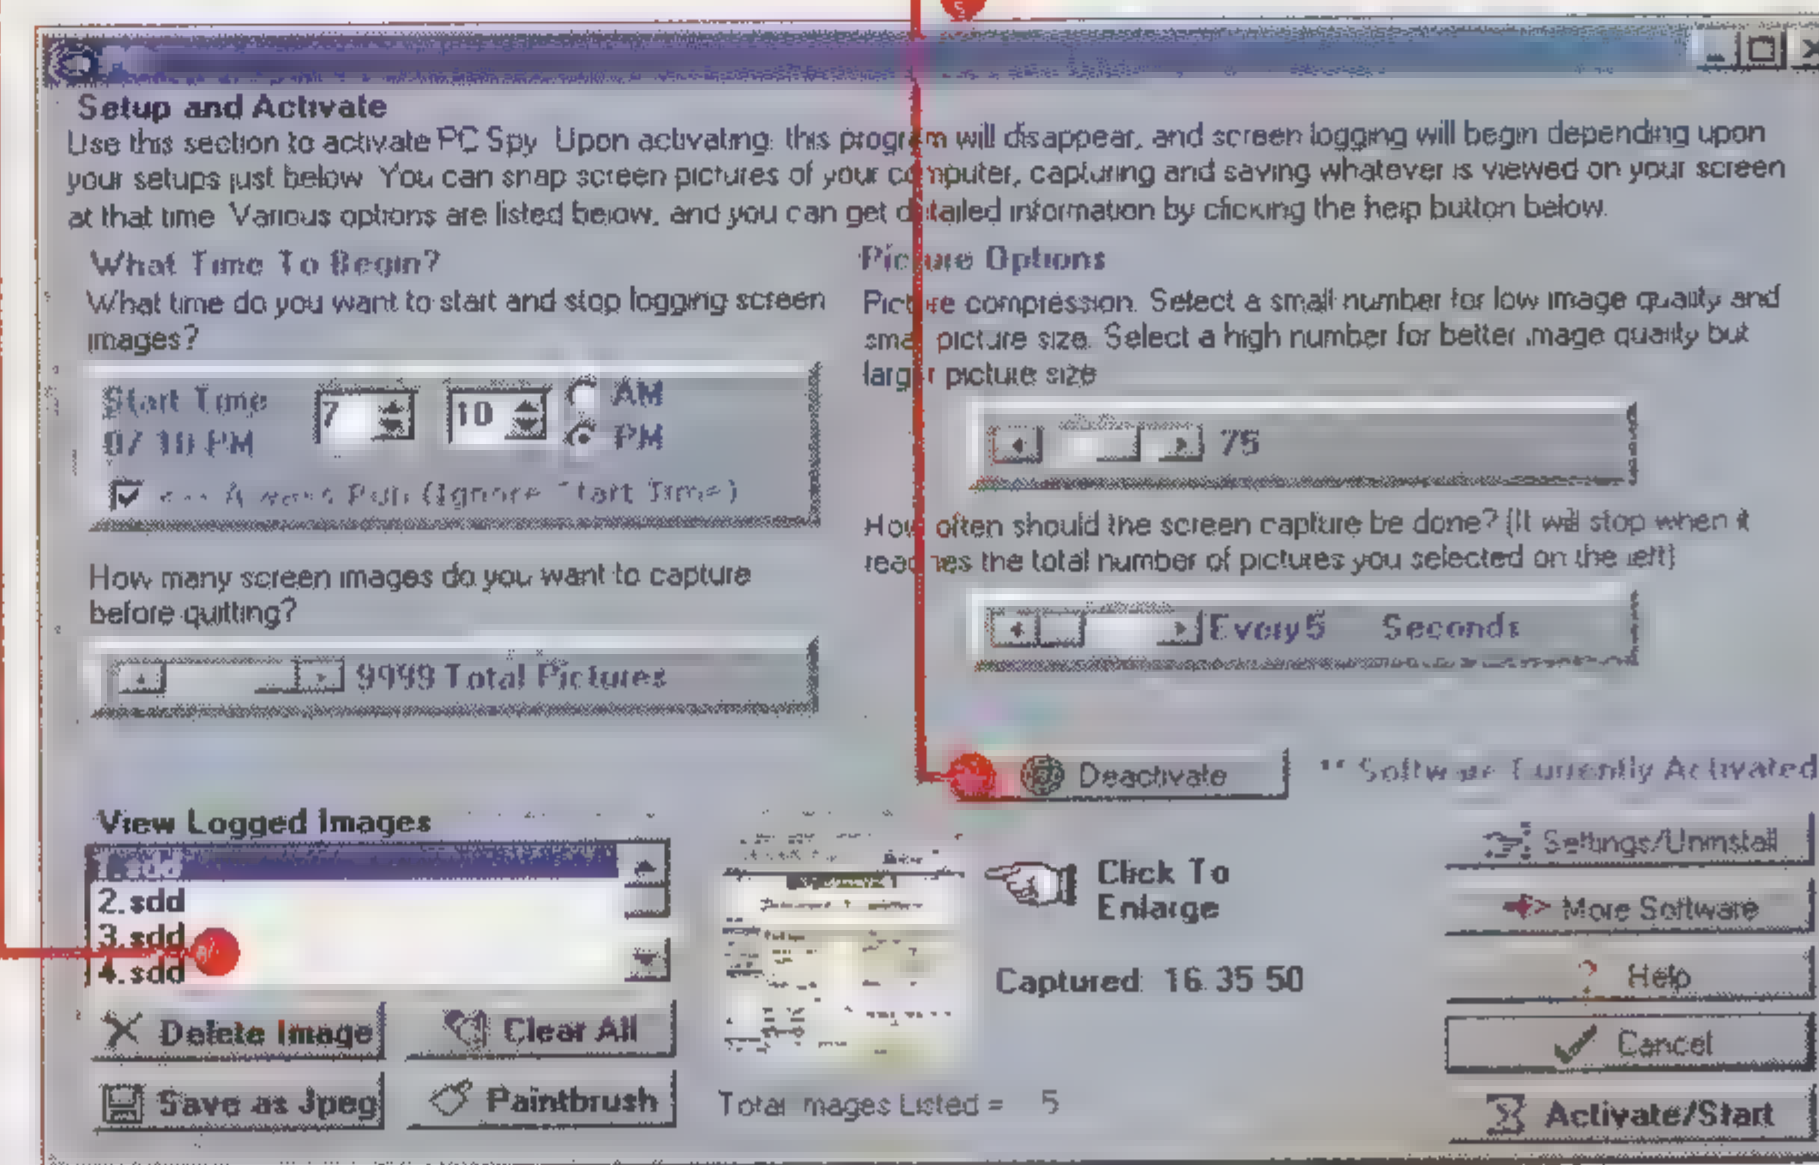 Setup and Activate
Use this section to activate PC Spy Upon activating, this program will disappear, and screen logging will begin depending upon
your setups just below You can snap screen pictures of your computer, capturing and saving whatever is viewed on your screen
at that time Various options are listed below, and you can get detailed information by clicking the help button below.
What Time To Begin?
What time do you want to start and stop logging screen
images?
Start Time
07 10 PM
7
10
AM
PM
Run (Ignore Start Time)
How many screen images do you want to capture
before quitting?
9999 Total Pictures
Picture Options
Picture compression. Select a small number for low image quality and
small picture size. Select a high number for better image quality but
larger picture size
75
How often should the screen capture be done? (It will stop when it
reaches the total number of pictures you selected on the left)
Every 5 Seconds
Deactivate
** Software Currently Activated
View Logged Images
1.sdd
2.sdd
3.sdd
4.sdd
Delete Image
Clear All
Save as Jpeg
Paintbrush
Click To
Enlarge
Captured: 16 35 50
Total Images Listed = 5
Settings/Uninstall
More Software
Help
Cancel
Activate/Start